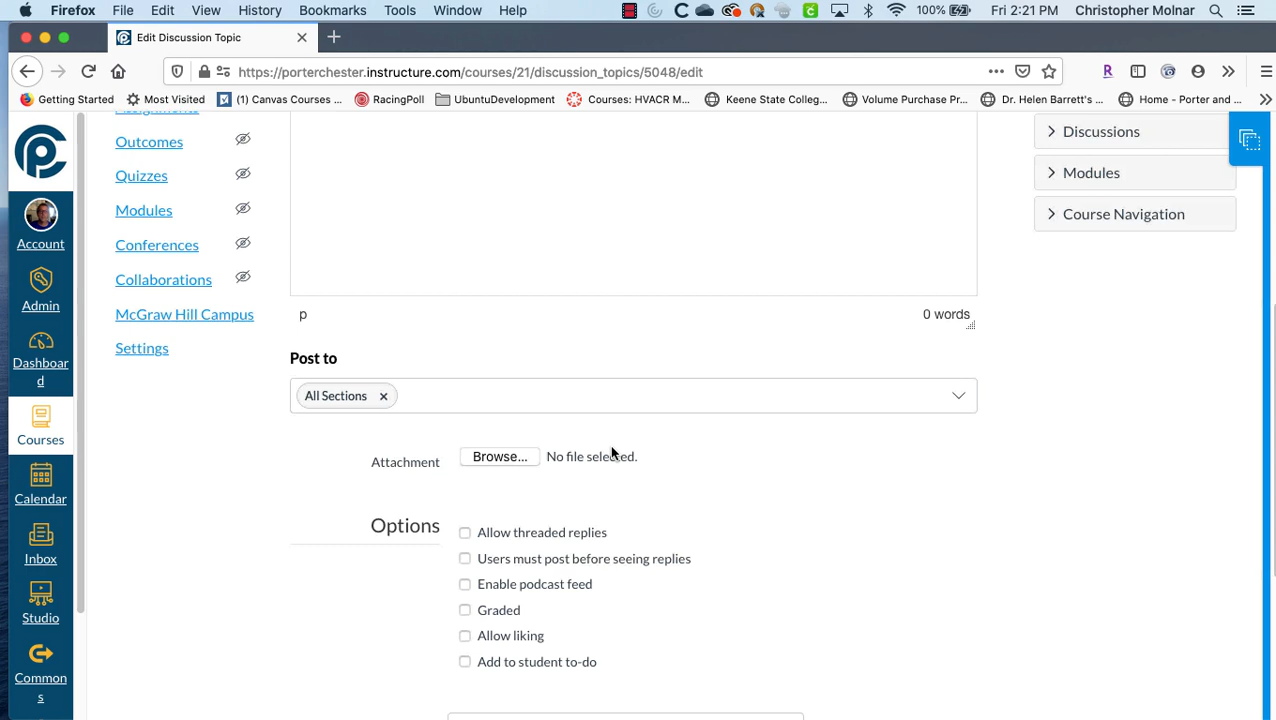 Firefox File Edit View History Bookmarks Tools Window Help 100% Fri 2:21 PM Christopher Molnar
Edit Discussion Topic
https://porterchester.instructure.com/courses/21/discussion_topics/5048/edit
Getting Started Most Visited (1) Canvas Courses ... RacingPoll UbuntuDevelopment Courses: HVACR M... Keene State Colleg... Volume Purchase Pr... Dr. Helen Barrett's ... Home - Porter and ...
Assignments
Outcomes
Quizzes
Modules
Conferences
Collaborations
McGraw Hill Campus
Settings
Account
Admin
Dashboar
d
Courses
Calendar
Inbox
Studio
Common
s
p
0 words
Post to
All Sections
Attachment
Browse... No file selected.
Options
Allow threaded replies
Users must post before seeing replies
Enable podcast feed
Graded
Allow liking
Add to student to-do
Discussions
Modules
Course Navigation